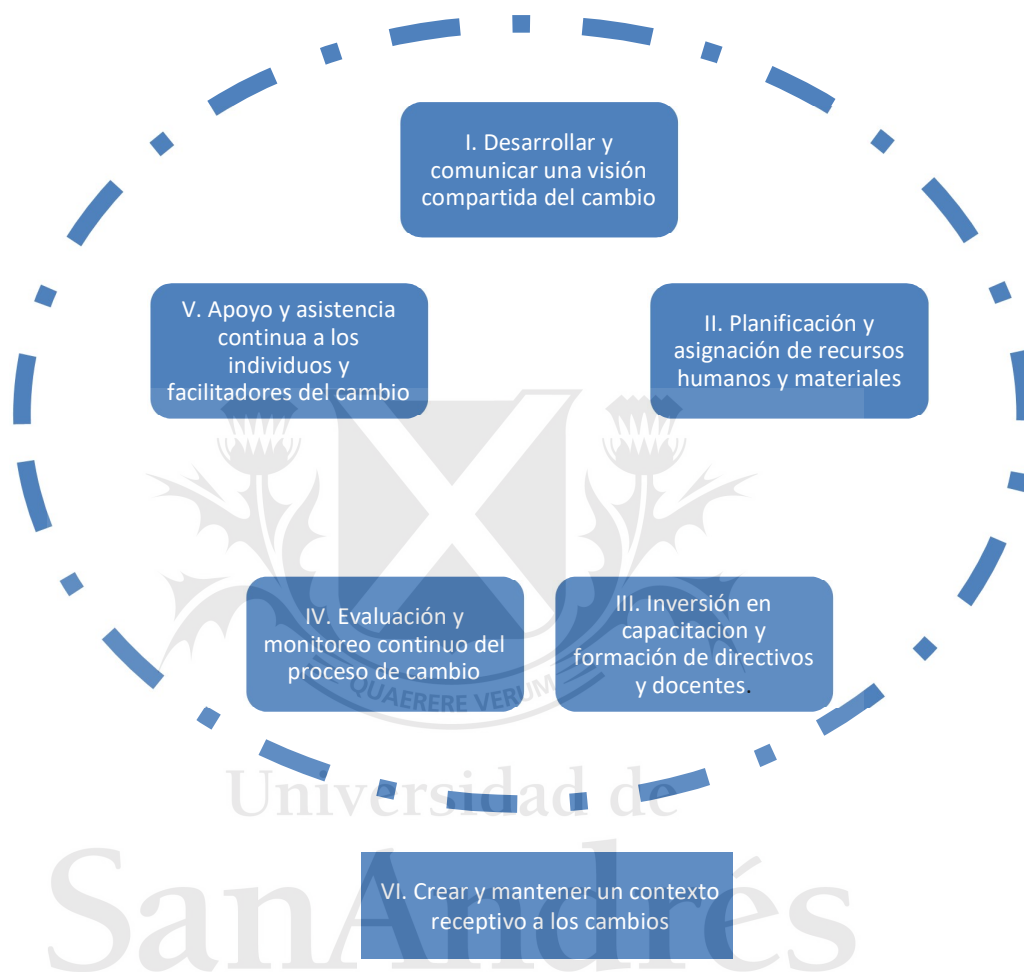 I. Desarrollar y
comunicar una visión
compartida del cambio
II. Planificación y
asignación de recursos
humanos y materiales
III. Inversión en
capacitacion y
formación de directivos
y docentes.
IV. Evaluación y
monitoreo continuo del
proceso de cambio
V. Apoyo y asistencia
continua a los
individuos y
facilitadores del cambio
QUAERERE VERUM
Universidad de
SanAndrés
VI. Crear y mantener un contexto
receptivo a los cambios